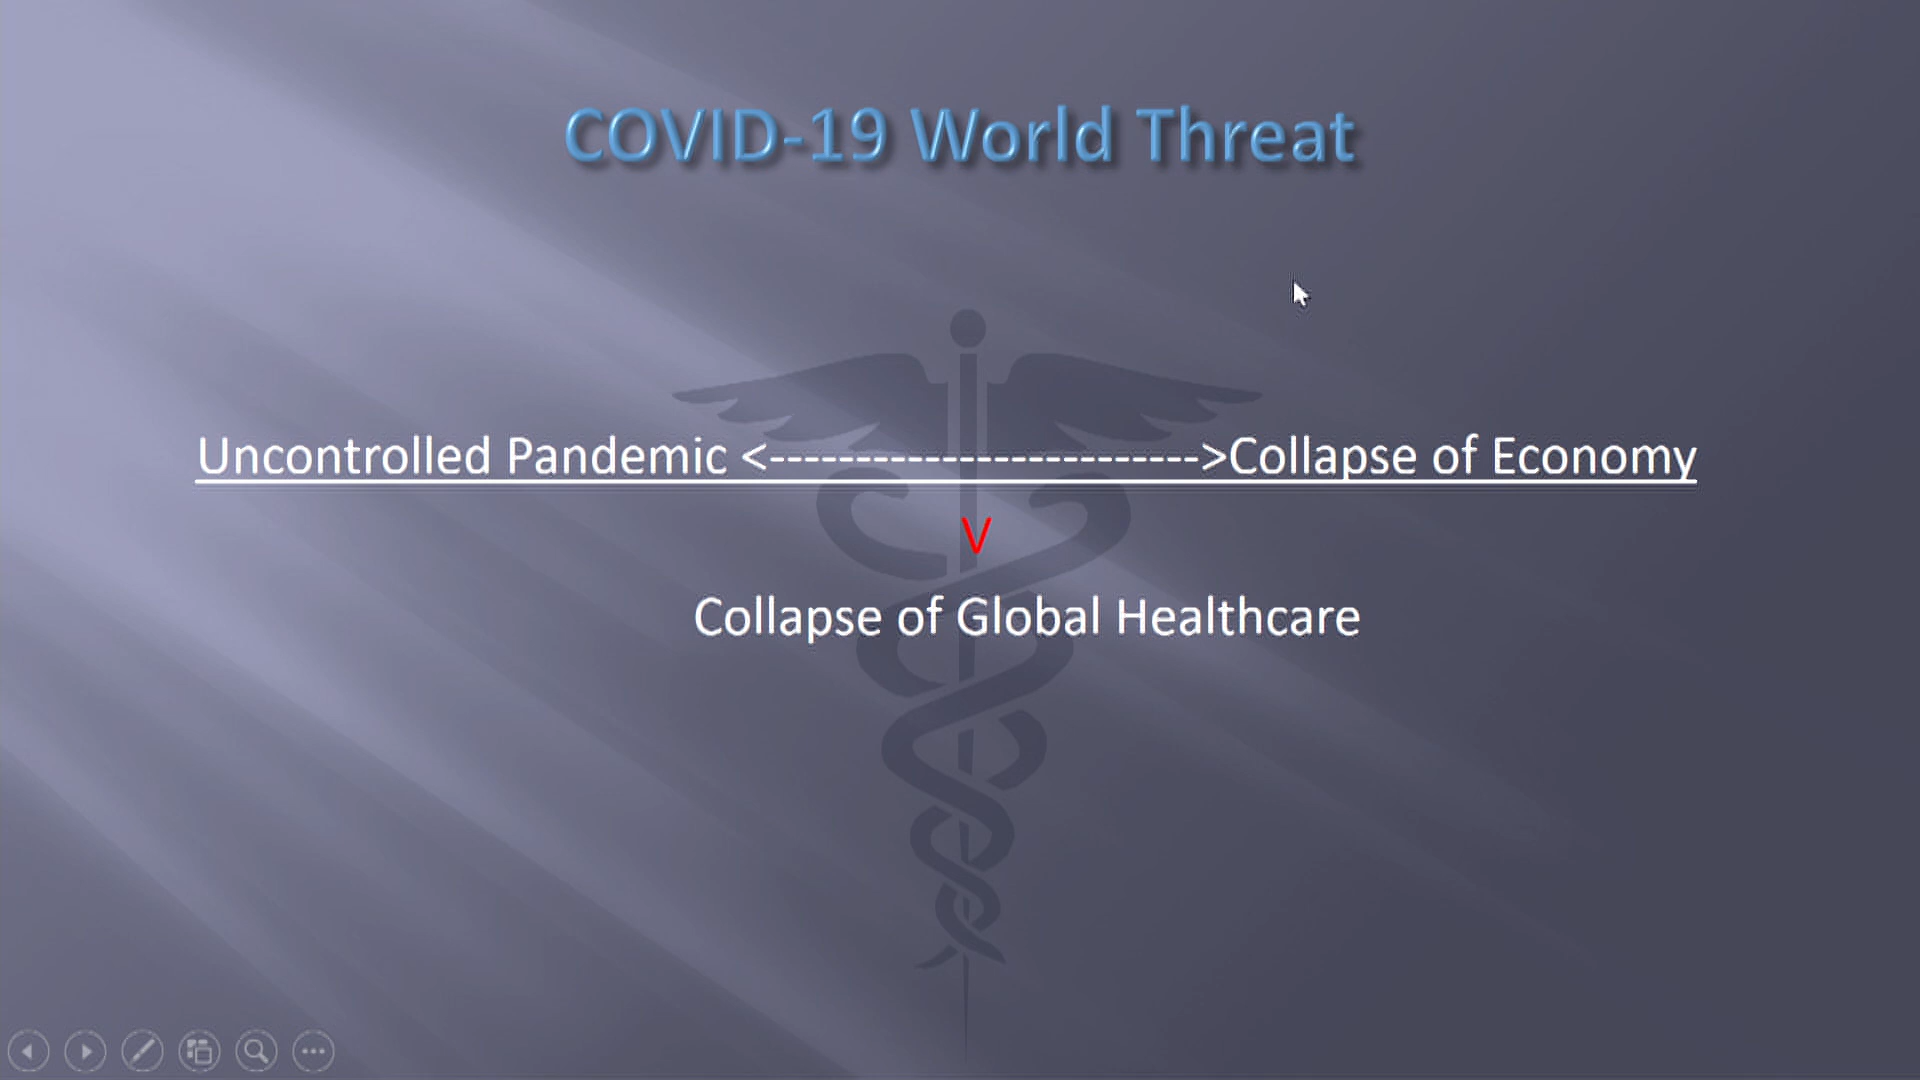 COVID-19 World Threat
Uncontrolled Pandemic <------------------------->Collapse of Economy
V
Collapse of Global Healthcare